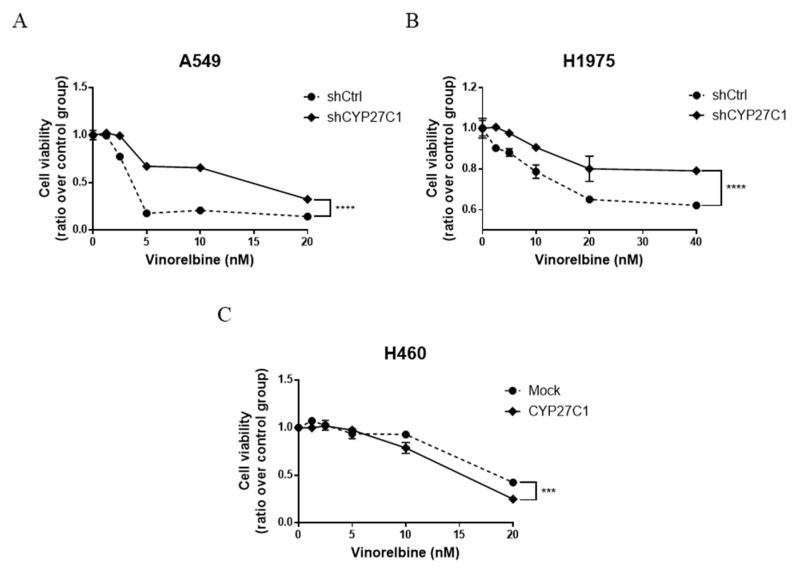 A
A549
1.5
1.0
0.5
0.0
0
5
10
15
20
Cell viability
(ratio over control group)
Vinorelbine (nM)
shCtrl
shCYP27C1
****
B
H1975
1.2
1.0
0.8
0.6
0
10
20
30
40
Cell viability
(ratio over control group)
Vinorelbine (nM)
shCtrl
shCYP27C1
****
C
H460
1.5
1.0
0.5
0.0
0
5
10
15
20
Cell viability
(ratio over control group)
Vinorelbine (nM)
Mock
CYP27C1
***